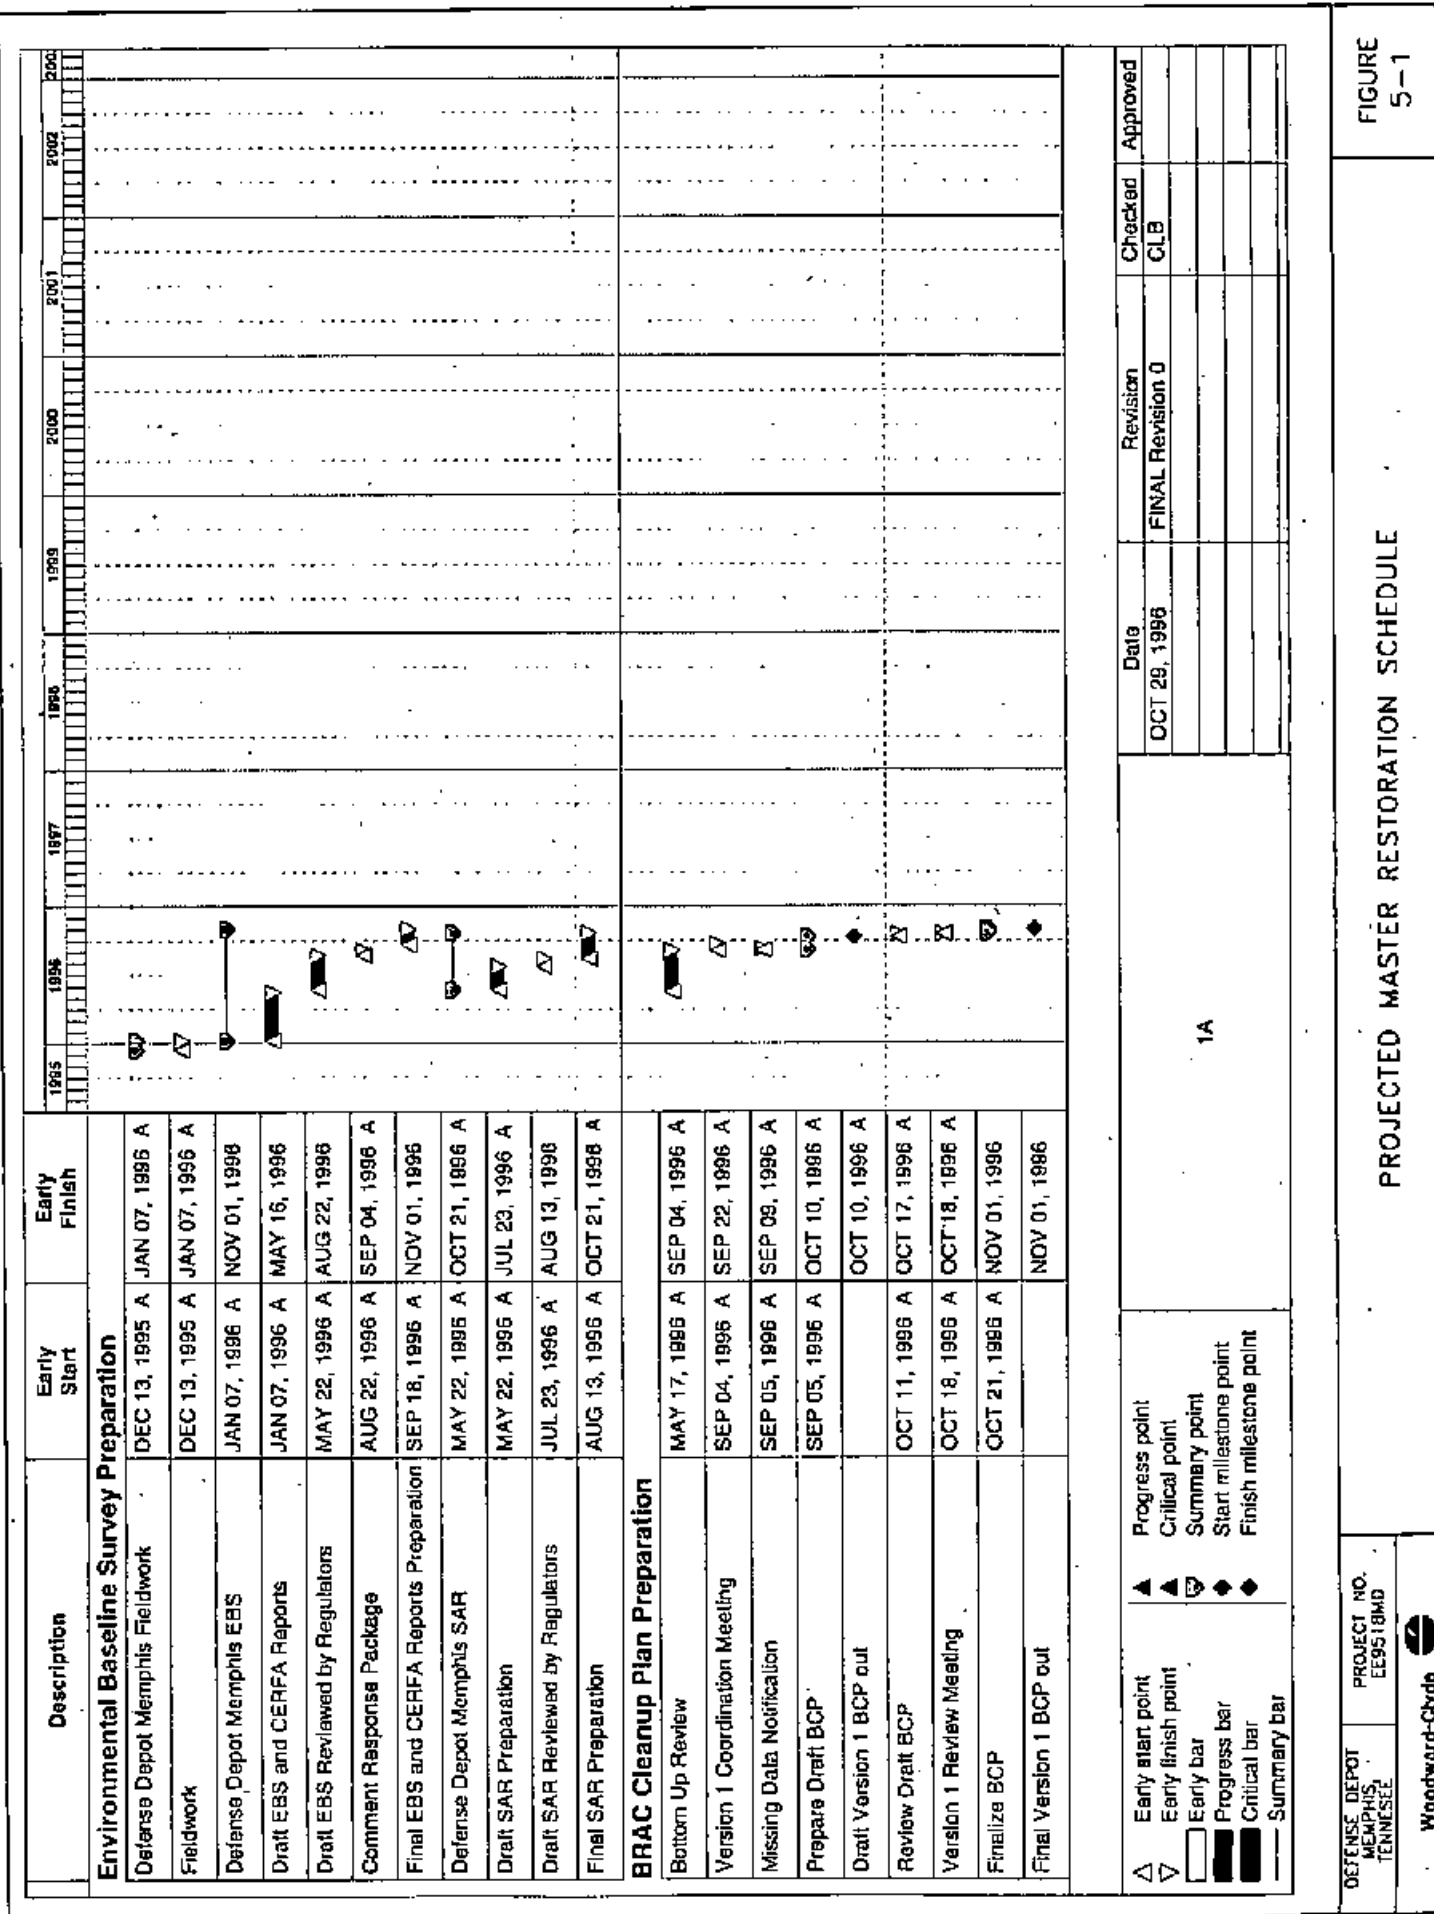 Description Early Start Early Finish 1995 1996 1997 1998 1999 2000 2001 2002 200
Environmental Baseline Survey Preparation
Defense Depot Memphis Fieldwork DEC 13, 1995 A JAN 07, 1996 A
Fieldwork DEC 13, 1995 A JAN 07, 1996 A
Defense Depot Memphis EBS JAN 07, 1996 A NOV 01, 1996
Draft EBS and CERFA Reports JAN 07, 1996 A MAY 16, 1996
Draft EBS Reviewed by Regulators MAY 22, 1996 A AUG 22, 1996
Comment Response Package AUG 22, 1996 A SEP 04, 1996 A
Final EBS and CERFA Reports Preparation SEP 18, 1996 A NOV 01, 1996
Defense Depot Memphis SAR MAY 22, 1996 A OCT 21, 1996 A
Draft SAR Preparation MAY 22, 1996 A JUL 23, 1996 A
Draft SAR Reviewed by Regulators JUL 23, 1996 A AUG 13, 1996
Final SAR Preparation AUG 13, 1996 A OCT 21, 1996 A
BRAC Cleanup Plan Preparation
Bottom Up Review MAY 17, 1996 A SEP 04, 1996 A
Version 1 Coordination Meeting SEP 04, 1996 A SEP 22, 1996 A
Missing Data Notification SEP 05, 1996 A SEP 09, 1996 A
Prepare Draft BCP SEP 05, 1996 A OCT 10, 1996 A
Draft Version 1 BCP out OCT 10, 1996 A
Review Draft BCP OCT 11, 1996 A OCT 17, 1996 A
Version 1 Review Meeting OCT 18, 1996 A OCT 18, 1996 A
Finalize BCP OCT 21, 1996 A NOV 01, 1996
Final Version 1 BCP out NOV 01, 1996
Early start point Progress point
Early finish point Critical point
Early bar Summary point
Progress bar Start milestone point
Critical bar Finish milestone point
Summary bar
1A
Date Revision Checked Approved
OCT 29, 1996 FINAL Revision 0 CLB
DEFENSE DEPOT
MEMPHIS,
TENNESEE
PROJECT NO.
EE9518MD
PROJECTED MASTER RESTORATION SCHEDULE
FIGURE
5-1
Woodward-Clyde